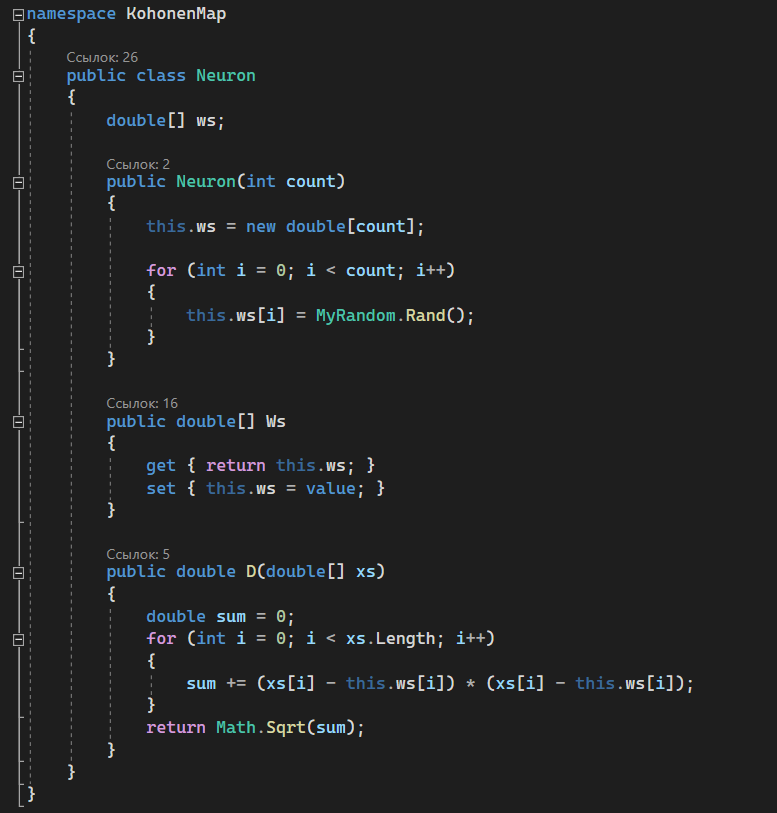 namespace KohonenMap
{
Ссылок: 26
public class Neuron
{
double[] ws;
Ссылок: 2
public Neuron(int count)
{
this.ws = new double[count];
for (int i = 0; i < count; i++)
{
this.ws[i] = MyRandom.Rand();
}
}
Ссылок: 16
public double[] Ws
{
get { return this.ws; }
set { this.ws = value; }
}
Ссылок: 5
public double D(double[] xs)
{
double sum = 0;
for (int i = 0; i < xs.Length; i++)
{
sum += (xs[i] - this.ws[i]) * (xs[i] - this.ws[i]);
}
return Math.Sqrt(sum);
}
}
}